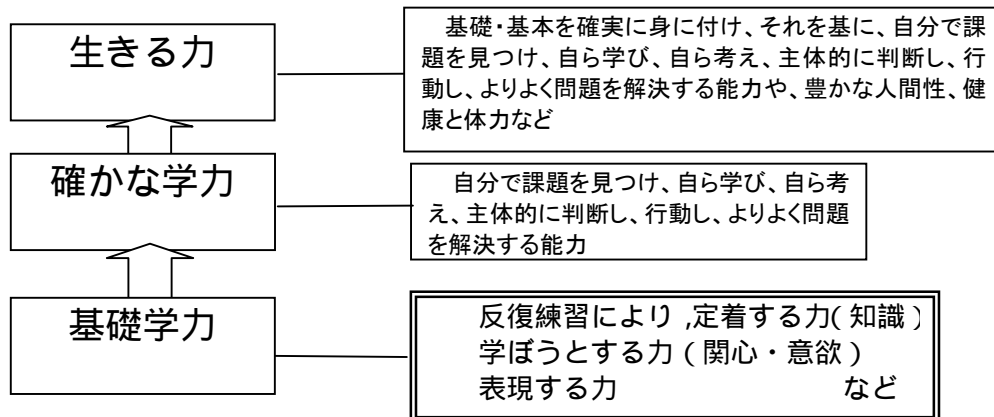 生きる力
基礎・基本を確実に身に付け、それを基に、自分で課
題を見つけ、自ら学び、自ら考え、主体的に判断し、行
動し、よりよく問題を解決する能力や、豊かな人間性、健
康と体力など
確かな学力
自分で課題を見つけ、自ら学び、自ら考
え、主体的に判断し、行動し、よりよく問題
を解決する能力
基礎学力
反復練習により,定着する力(知識)
学ぼうとする力(関心・意欲)
表現する力 など